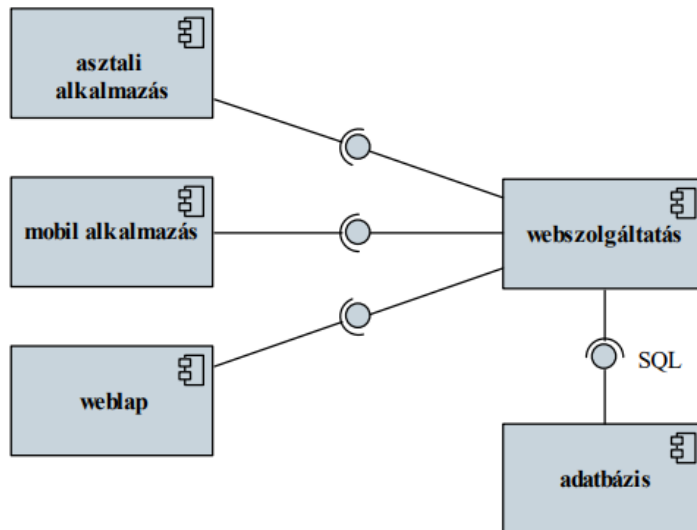 asztali
alkalmazás
mobil alkalmazás
webszolgáltatás
SQL
weblap
adatbázis